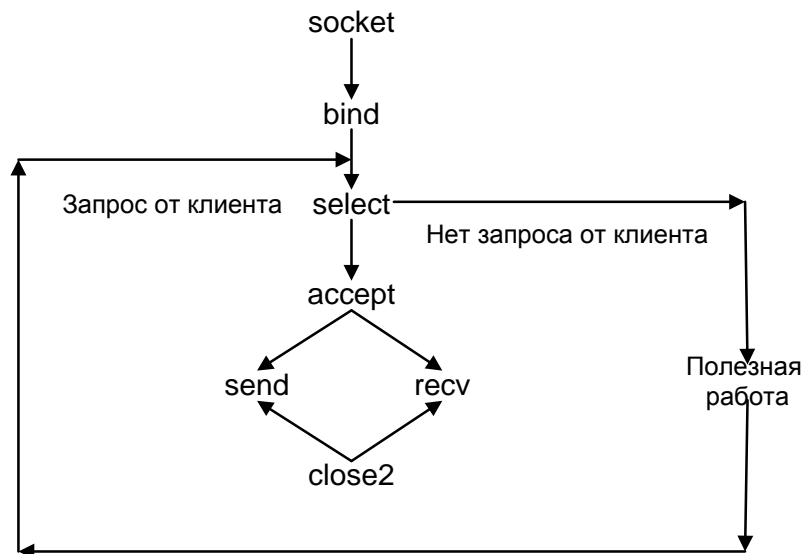 socket
bind
Запрос от клиента
select
Нет запроса от клиента
accept
send
recv
Полезная
работа
close2